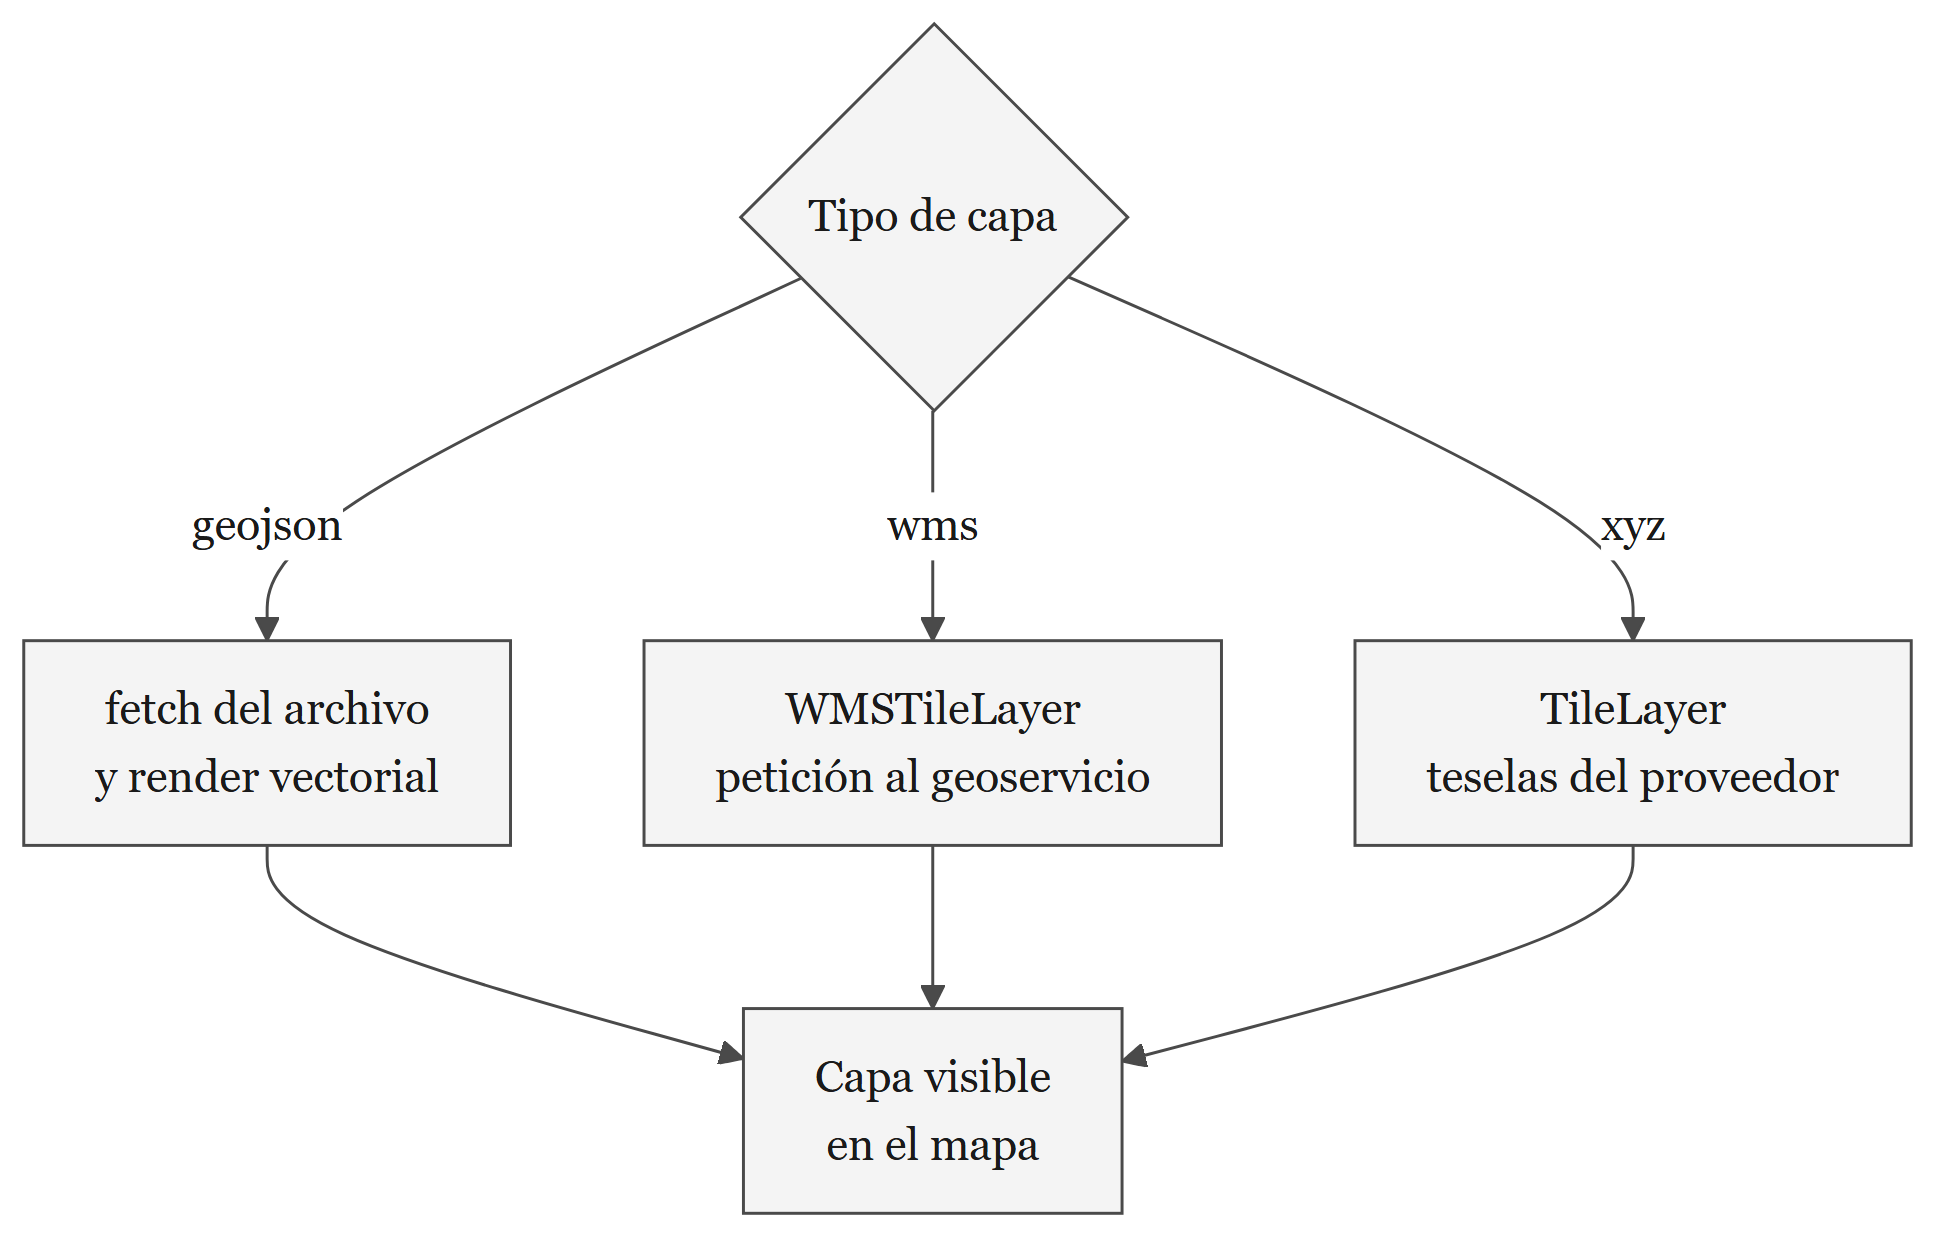 Tipo de capa
geojson
wms
xyz
fetch del archivo
y render vectorial
WMSTileLayer
petición al geoservicio
TileLayer
teselas del proveedor
Capa visible
en el mapa